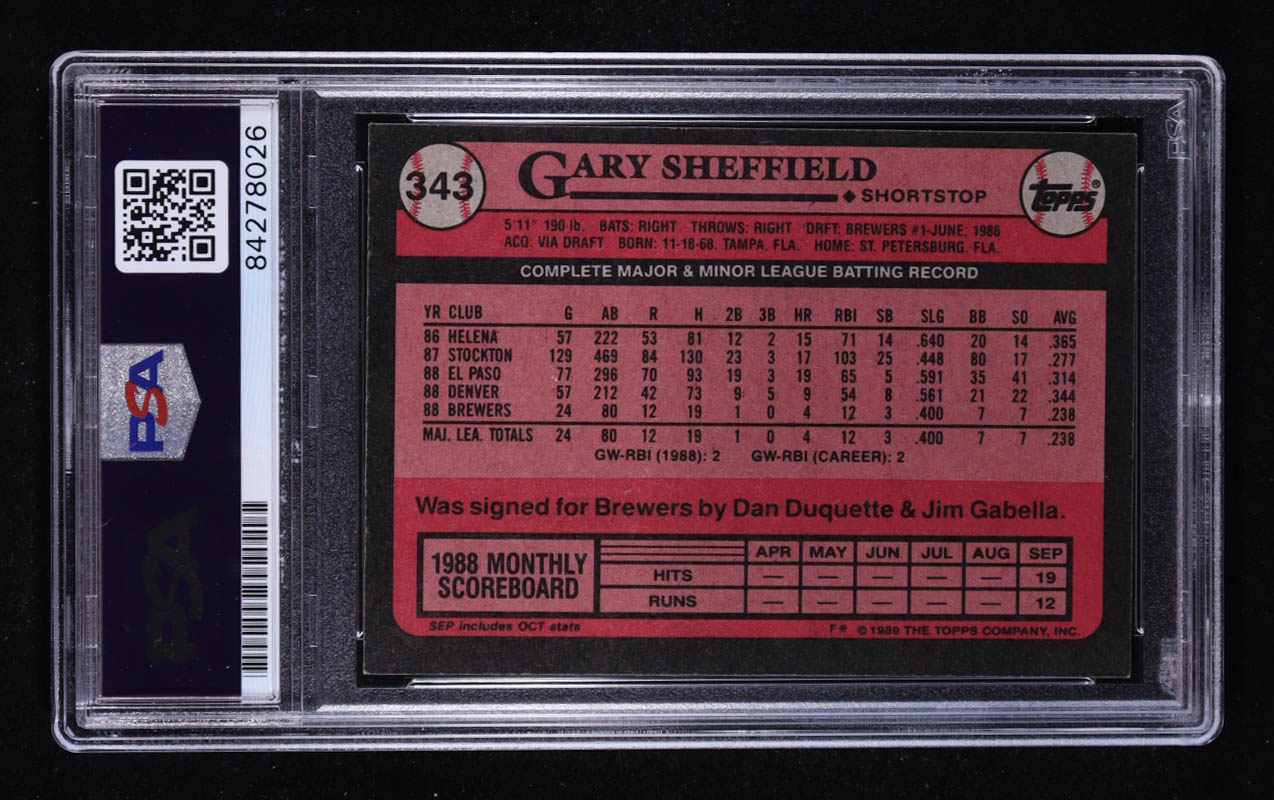 84278026
PSA
PSA
PSA
343
GARY SHEFFIELD
◆ SHORTSTOP
topps®
5'11" 190 lb. BATS: RIGHT THROWS: RIGHT DRFT: BREWERS #1-JUNE, 1986
ACQ: VIA DRAFT BORN: 11-18-68, TAMPA, FLA. HOME: ST. PETERSBURG, FLA.
COMPLETE MAJOR & MINOR LEAGUE BATTING RECORD
YR CLUB G AB R H 2B 3B HR RBI SB SLG BB SO AVG
86 HELENA 57 222 53 81 12 2 15 71 14 .640 20 14 .365
87 STOCKTON 129 469 84 130 23 3 17 103 25 .448 80 17 .277
88 EL PASO 77 296 70 93 19 3 19 65 5 .591 35 41 .314
88 DENVER 57 212 42 73 9 5 9 54 8 .561 21 22 .344
88 BREWERS 24 80 12 19 1 0 4 12 3 .400 7 7 .238
MAJ. LEA. TOTALS 24 80 12 19 1 0 4 12 3 .400 7 7 .238
GW-RBI (1988): 2 GW-RBI (CAREER): 2
Was signed for Brewers by Dan Duquette & Jim Gabella.
1988 MONTHLY
SCOREBOARD
APR MAY JUN JUL AUG SEP
HITS — — — — — 19
RUNS — — — — — 12
SEP includes OCT stats
F* © 1989 THE TOPPS COMPANY, INC.